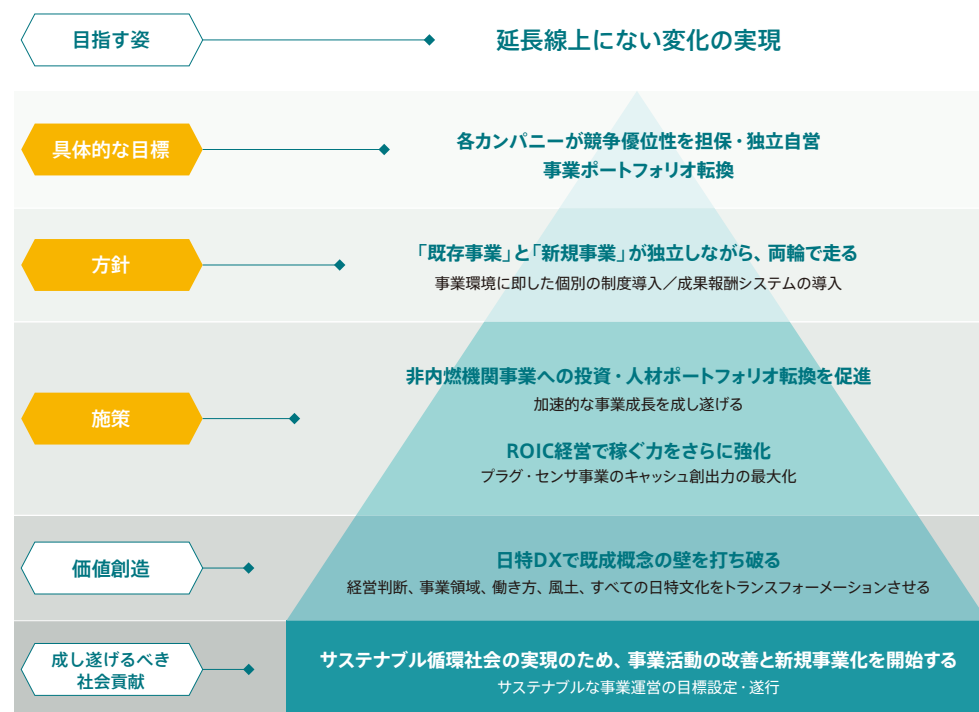 目指す姿
延長線上にない変化の実現
具体的な目標
各カンパニーが競争優位性を担保・独立自営
事業ポートフォリオ転換
方針
「既存事業」と「新規事業」が独立しながら、両輪で走る
事業環境に即した個別の制度導入／成果報酬システムの導入
施策
非内燃機関事業への投資・人材ポートフォリオ転換を促進
加速的な事業成長を成し遂げる
ROIC経営で稼ぐ力をさらに強化
プラグ・センサ事業のキャッシュ創出力の最大化
価値創造
日特DXで既成概念の壁を打ち破る
経営判断、事業領域、働き方、風土、すべての日特文化をトランスフォーメーションさせる
成し遂げるべき
社会貢献
サステナブル循環社会の実現のため、事業活動の改善と新規事業化を開始する
サステナブルな事業運営の目標設定・遂行